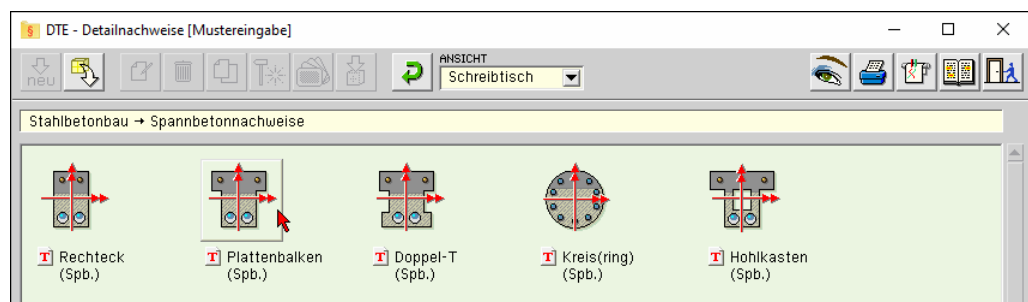 DTE - Detailnachweise [Mustereingabe]
neu
ANSICHT
Schreibtisch
Stahlbetonbau → Spannbetonnachweise
T Rechteck
(Spb.)
T Plattenbalken
(Spb.)
T Doppel-T
(Spb.)
T Kreis(ring)
(Spb.)
T Hohlkasten
(Spb.)